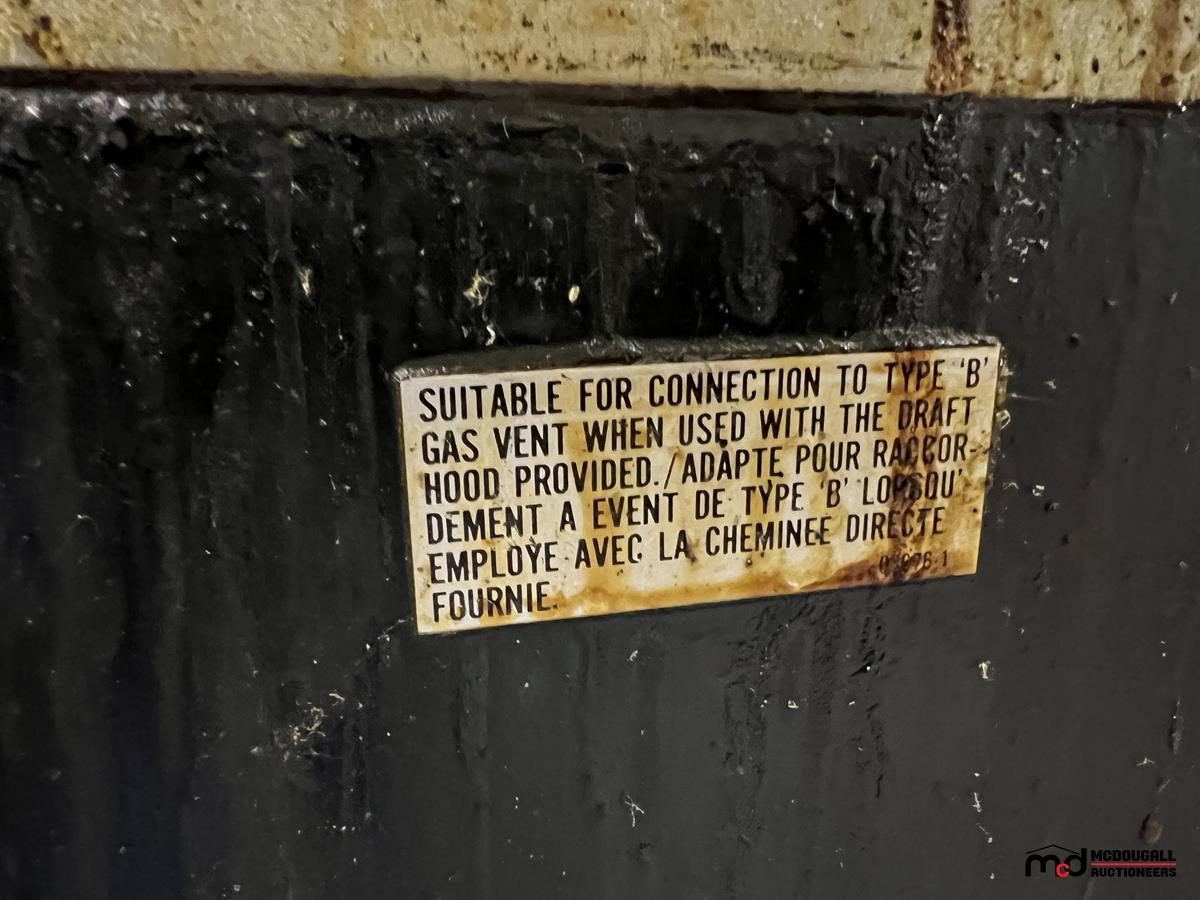 SUITABLE FOR CONNECTION TO TYPE 'B'
GAS VENT WHEN USED WITH THE DRAFT
HOOD PROVIDED./ADAPTE POUR RACCOR-
DEMENT A EVENT DE TYPE 'B' LORSQU'
EMPLOYE AVEC LA CHEMINEE DIRECTE
FOURNIE.
mcd MCDOUGALL
AUCTIONEERS